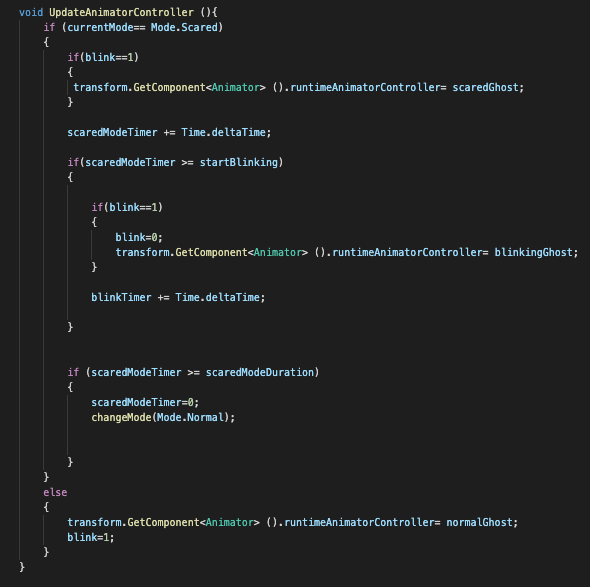 void UpdateAnimatorController (){
if (currentMode== Mode.Scared)
{
if(blink==1)
{
transform.GetComponent<Animator> ().runtimeAnimatorController= scaredGhost;
}
scaredModeTimer += Time.deltaTime;
if(scaredModeTimer >= startBlinking)
{
if(blink==1)
{
blink=0;
transform.GetComponent<Animator> ().runtimeAnimatorController= blinkingGhost;
}
blinkTimer += Time.deltaTime;
}
if (scaredModeTimer >= scaredModeDuration)
{
scaredModeTimer=0;
changeMode(Mode.Normal);
}
}
else
{
transform.GetComponent<Animator> ().runtimeAnimatorController= normalGhost;
blink=1;
}
}